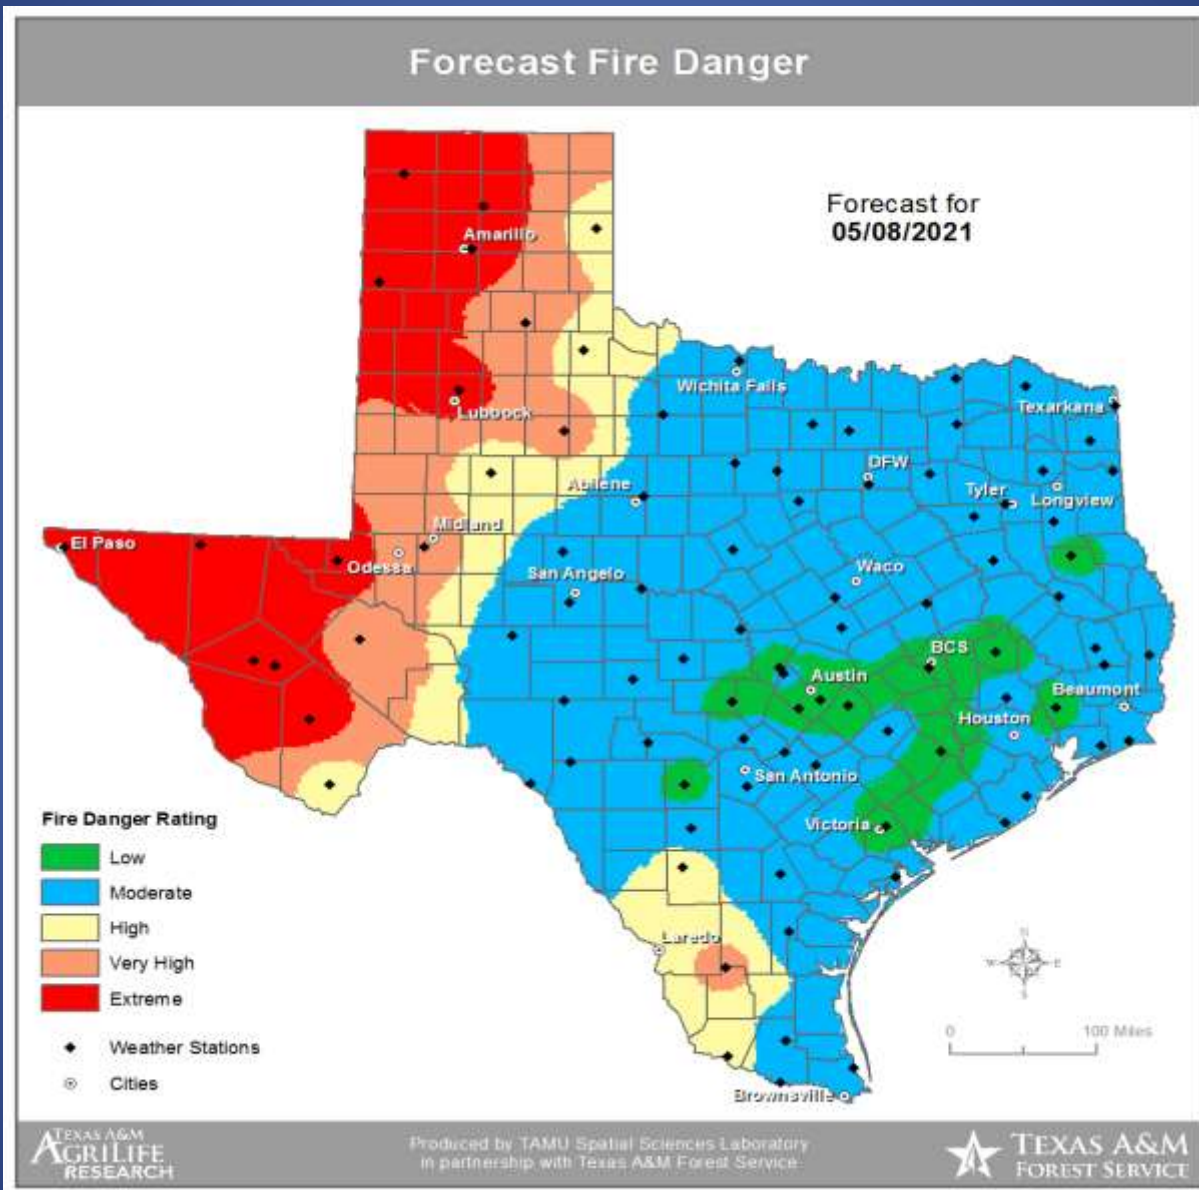 Forecast Fire Danger
Forecast for
05/08/2021
Amarillo
Wichita Falls
Lubbock
Texarkana
DFW
Abilene
Tyler
Longview
Midland
El Paso
Odessa
San Angelo
Waco
BCS
Austin
Beaumont
Houston
San Antonio
Victoria
Laredo
Brownsville
Fire Danger Rating
Low
Moderate
High
Very High
Extreme
Weather Stations
Cities
N
W E
S
0 100 Miles
TEXAS A&M
AGRILIFE
RESEARCH
Produced by TAMU Spatial Sciences Laboratory
in partnership with Texas A&M Forest Service
TEXAS A&M
FOREST SERVICE